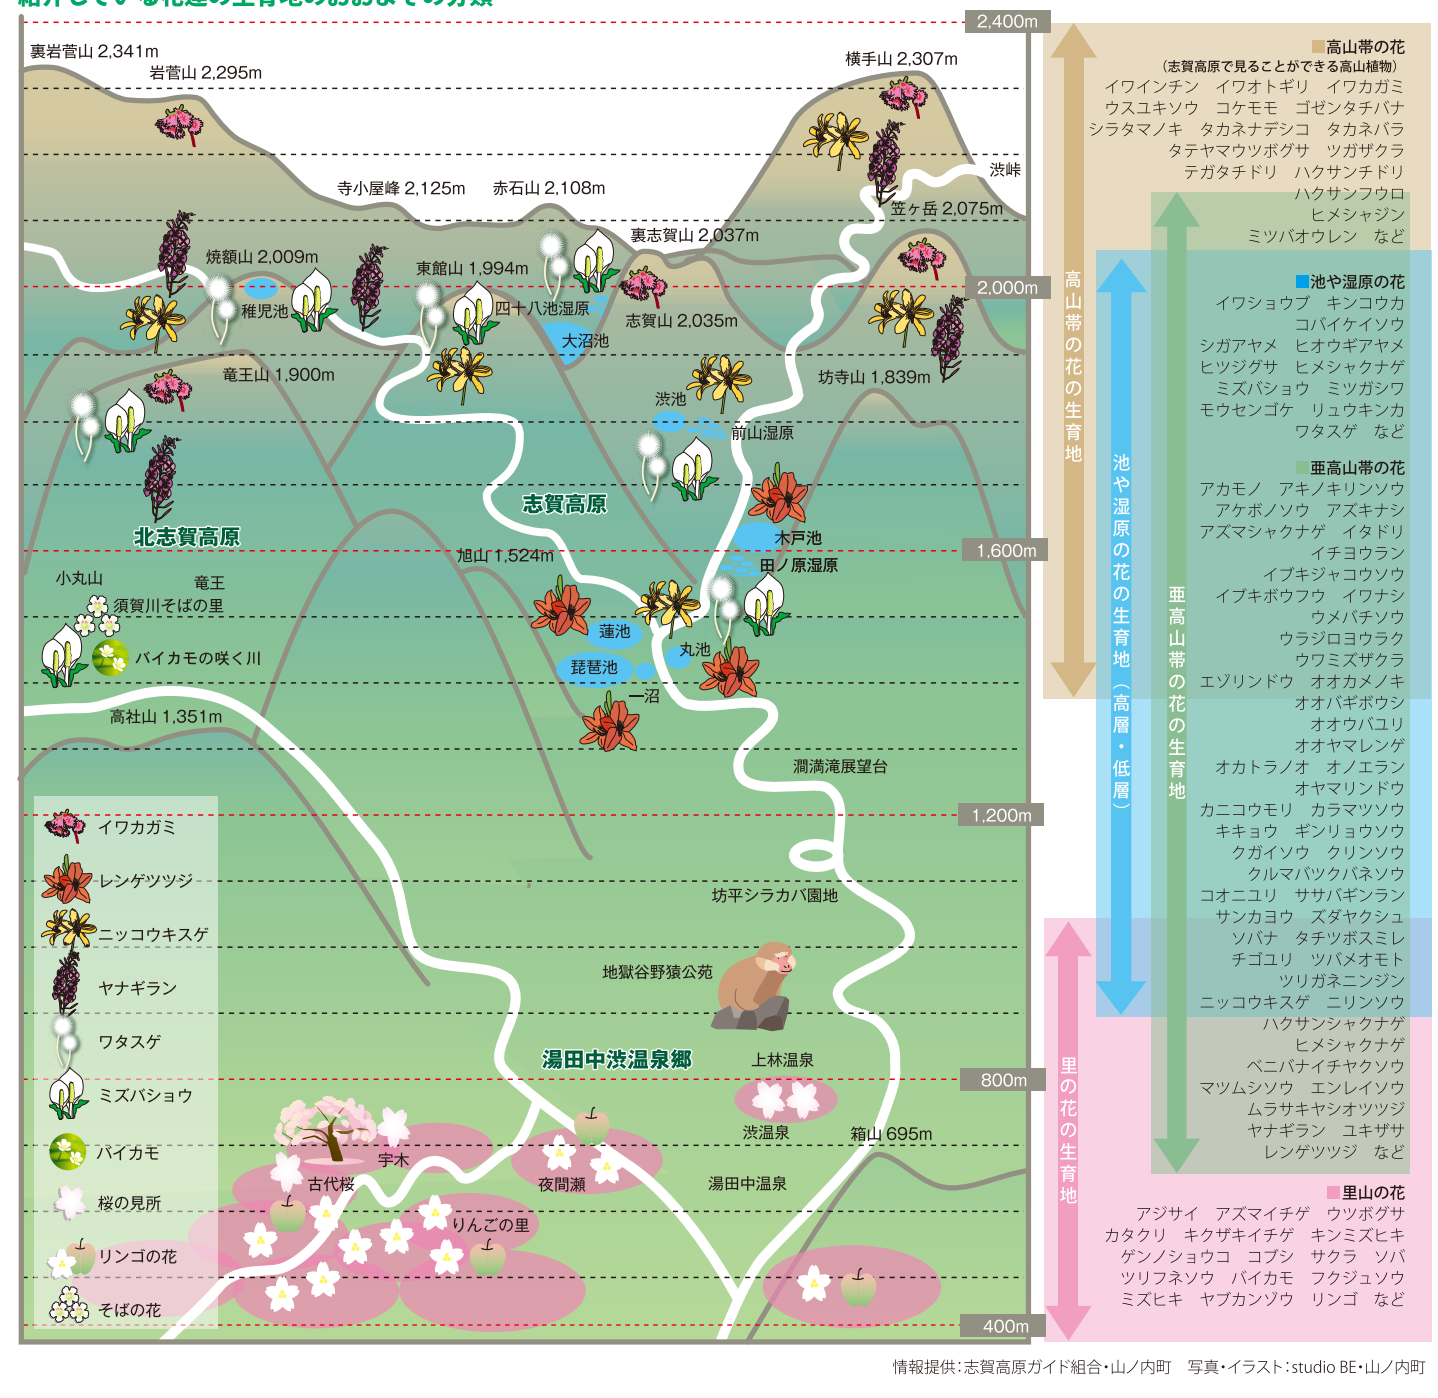 紹介している花達の生育地のおおよその分類
2,400m
裏岩菅山 2,341m
岩菅山 2,295m
横手山 2,307m
渋峠
寺小屋峰 2,125m
赤石山 2,108m
笠ヶ岳 2,075m
裏志賀山 2,037m
焼額山 2,009m
東館山 1,994m
2,000m
稚児池
四十八池湿原
志賀山 2,035m
大沼池
竜王山 1,900m
坊寺山 1,839m
渋池
前山湿原
志賀高原
北志賀高原
木戸池
1,600m
旭山 1,524m
田ノ原湿原
小丸山
竜王
須賀川そばの里
蓮池
バイカモの咲く川
丸池
琵琶池
一沼
高社山 1,351m
澗満滝展望台
1,200m
イワカガミ
レンゲツツジ
ニッコウキスゲ
ヤナギラン
ワタスゲ
ミズバショウ
バイカモ
桜の見所
リンゴの花
そばの花
坊平シラカバ園地
地獄谷野猿公苑
湯田中渋温泉郷
上林温泉
800m
渋温泉
箱山 695m
宇木
古代桜
夜間瀬
湯田中温泉
りんごの里
400m
高山帯の花の生育地
池や湿原の花の生育地（高層・低層）
亜高山帯の花の生育地
里の花の生育地
■高山帯の花
（志賀高原で見ることができる高山植物）
イワインチン　イワオトギリ　イワカガミ
ウスユキソウ　コケモモ　ゴゼンタチバナ
シラタマノキ　タカネナデシコ　タカネバラ
タテヤマウツボグサ　ツガザクラ
テガタチドリ　ハクサンチドリ
ハクサンフウロ
ヒメシャジン
ミツバオウレン　など
■池や湿原の花
イワショウブ　キンコウカ
コバイケイソウ
シガアヤメ　ヒオウギアヤメ
ヒツジグサ　ヒメシャクナゲ
ミズバショウ　ミツガシワ
モウセンゴケ　リュウキンカ
ワタスゲ　など
■亜高山帯の花
アカモノ　アキノキリンソウ
アケボノソウ　アズキナシ
アズマシャクナゲ　イタドリ
イチヨウラン
イブキジャコウソウ
イブキボウフウ　イワナシ
ウメバチソウ
ウラジロヨウラク
ウワミズザクラ
エゾリンドウ　オオカメノキ
オオバギボウシ
オオウバユリ
オオヤマレンゲ
オカトラノオ　オノエラン
オヤマリンドウ
カニコウモリ　カラマツソウ
キキョウ　ギンリョウソウ
クガイソウ　クリンソウ
クルマバツクバネソウ
コオニユリ　ササバギンラン
サンカヨウ　ズダヤクシュ
ソバナ　タチツボスミレ
チゴユリ　ツバメオモト
ツリガネニンジン
ニッコウキスゲ　ニリンソウ
ハクサンシャクナゲ
ヒメシャクナゲ
ベニバナイチヤクソウ
マツムシソウ　エンレイソウ
ムラサキヤシオツツジ
ヤナギラン　ユキザサ
レンゲツツジ　など
■里山の花
アジサイ　アズマイチゲ　ウツボグサ
カタクリ　キクザキイチゲ　キンミズヒキ
ゲンノショウコ　コブシ　サクラ　ソバ
ツリフネソウ　バイカモ　フクジュソウ
ミズヒキ　ヤブカンゾウ　リンゴ　など
情報提供：志賀高原ガイド組合・山ノ内町　写真・イラスト：studio BE・山ノ内町